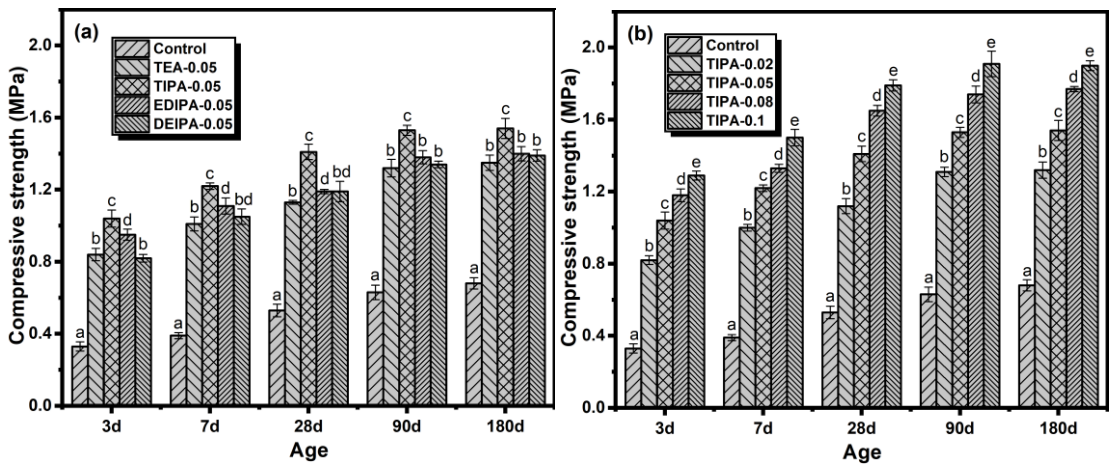 (a)
Control
TEA-0.05
TIPA-0.05
EDIPA-0.05
DEIPA-0.05
Compressive strength (MPa)
2.0
1.6
1.2
0.8
0.4
0.0
a b c d b
a b c d bd
a b c d bd
a b c b b
a b c b b
3d 7d 28d 90d 180d
Age
(b)
Control
TIPA-0.02
TIPA-0.05
TIPA-0.08
TIPA-0.1
Compressive strength (MPa)
2.0
1.6
1.2
0.8
0.4
0.0
a b c d e
a b c d e
a b c d e
a b c d e
a b c d e
3d 7d 28d 90d 180d
Age